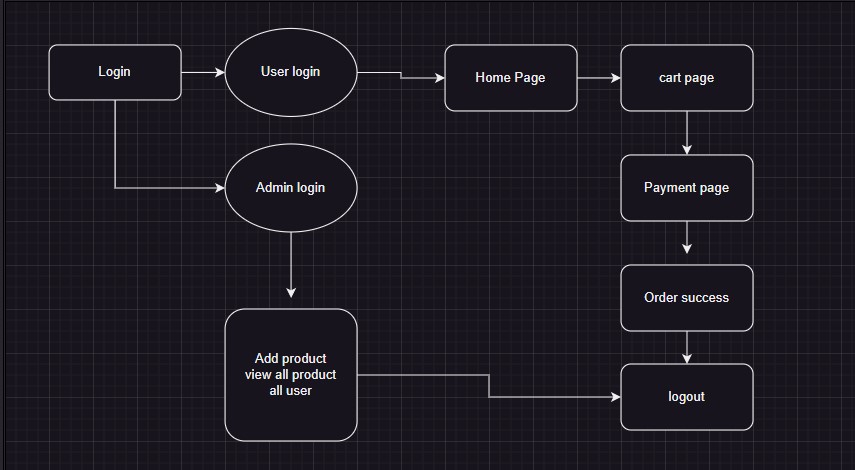 Login
User login
Home Page
cart page
Admin login
Payment page
Order success
Add product
view all product
all user
logout